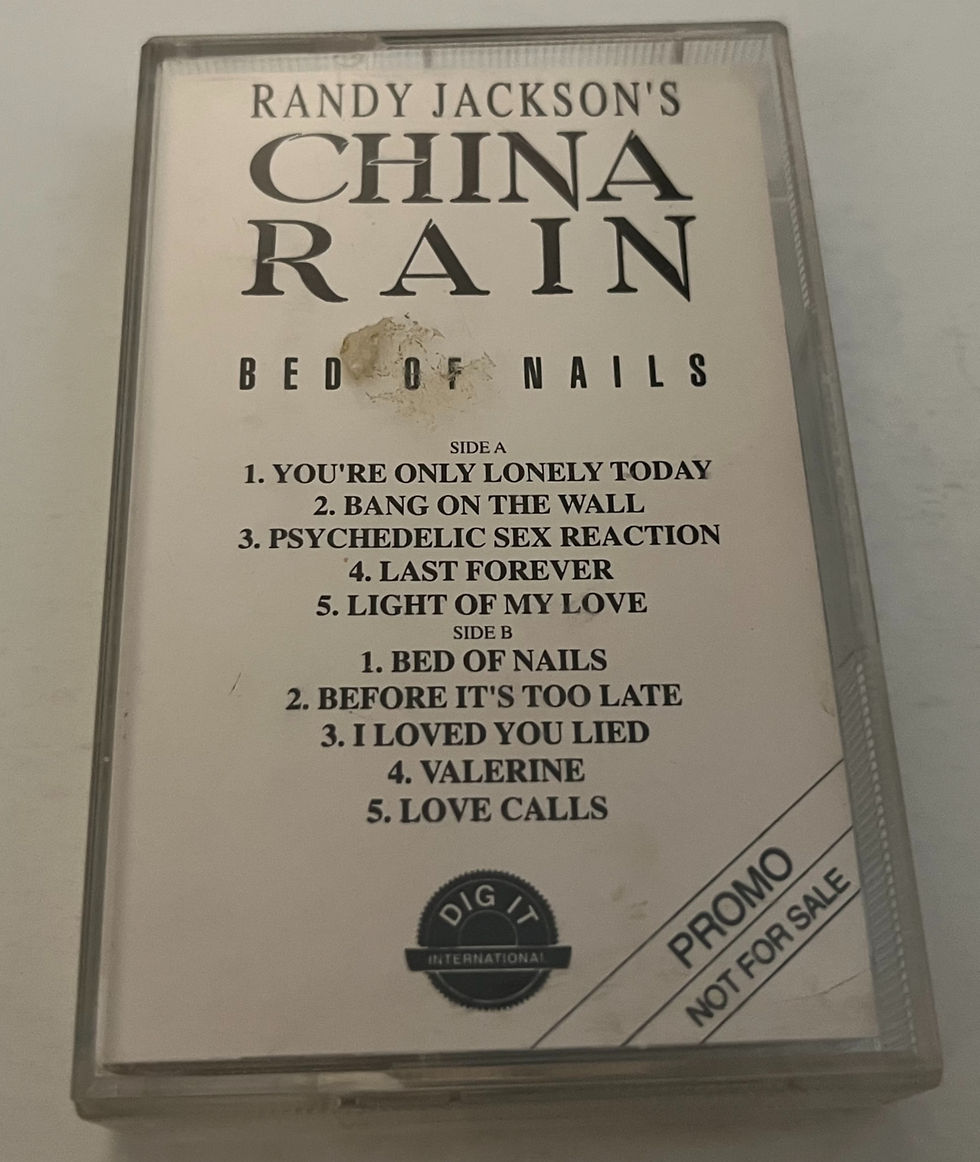 RANDY JACKSON'S
CHINA
RAIN
BED OF NAILS
SIDE A
1. YOU'RE ONLY LONELY TODAY
2. BANG ON THE WALL
3. PSYCHEDELIC SEX REACTION
4. LAST FOREVER
5. LIGHT OF MY LOVE
SIDE B
1. BED OF NAILS
2. BEFORE IT'S TOO LATE
3. I LOVED YOU LIED
4. VALERINE
5. LOVE CALLS
DIG IT
INTERNATIONAL
PROMO
NOT FOR SALE